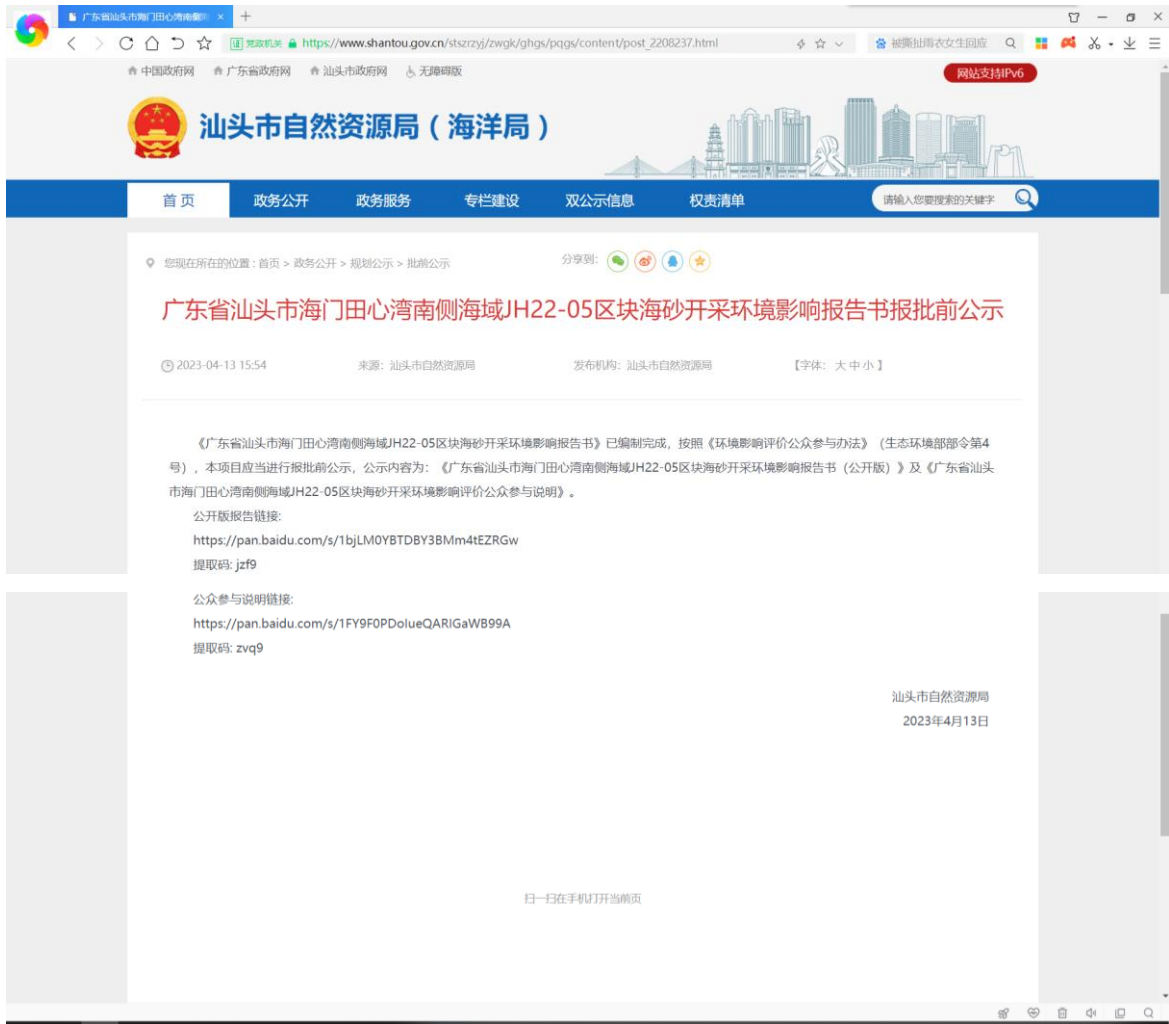 广东省汕头市海门田心湾南侧
党政机关 https://www.shantou.gov.cn/stszrzyj/zwgk/ghgs/pqgs/content/post_2208237.html 被撕扯雨衣女生回应
中国政府网 广东省政府网 汕头市政府网 无障碍版 网站支持IPv6
汕头市自然资源局（海洋局）
首页 政务公开 政务服务 专栏建设 双公示信息 权责清单 请输入您要搜索的关键字
您现在所在的位置 : 首页 > 政务公开 > 规划公示 > 批前公示 分享到:
广东省汕头市海门田心湾南侧海域JH22-05区块海砂开采环境影响报告书报批前公示
2023-04-13 15:54 来源: 汕头市自然资源局 发布机构: 汕头市自然资源局 【字体: 大 中 小 】
《广东省汕头市海门田心湾南侧海域JH22-05区块海砂开采环境影响报告书》已编制完成，按照《环境影响评价公众参与办法》（生态环境部部令第4
号），本项目应当进行报批前公示，公示内容为：《广东省汕头市海门田心湾南侧海域JH22-05区块海砂开采环境影响报告书（公开版）》及《广东省汕头
市海门田心湾南侧海域JH22-05区块海砂开采环境影响评价公众参与说明》。
公开版报告链接:
https://pan.baidu.com/s/1bjLM0YBTDBY3BMm4tEZRGw
提取码: jzf9
公众参与说明链接:
https://pan.baidu.com/s/1FY9F0PDolueQARlGaWB99A
提取码: zvq9
汕头市自然资源局
2023年4月13日
扫一扫在手机打开当前页